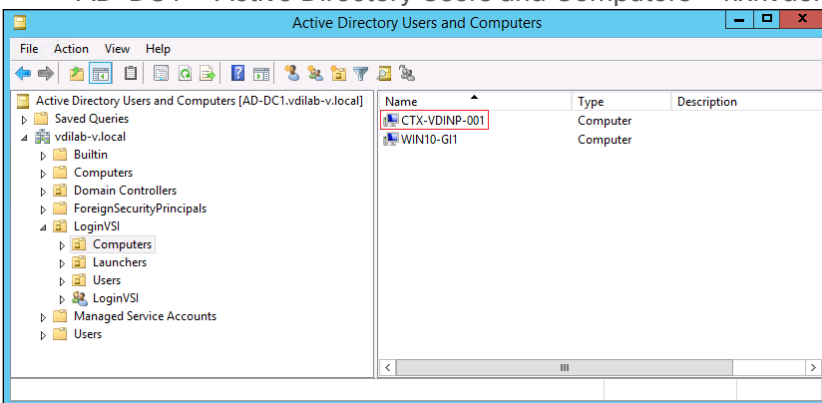 Active Directory Users and Computers
File Action View Help
Active Directory Users and Computers [AD-DC1.vdilab-v.local]
Saved Queries
vdilab-v.local
Builtin
Computers
Domain Controllers
ForeignSecurityPrincipals
LoginVSI
Computers
Launchers
Users
LoginVSI
Managed Service Accounts
Users
Name Type Description
CTX-VDINP-001 Computer
WIN10-GI1 Computer